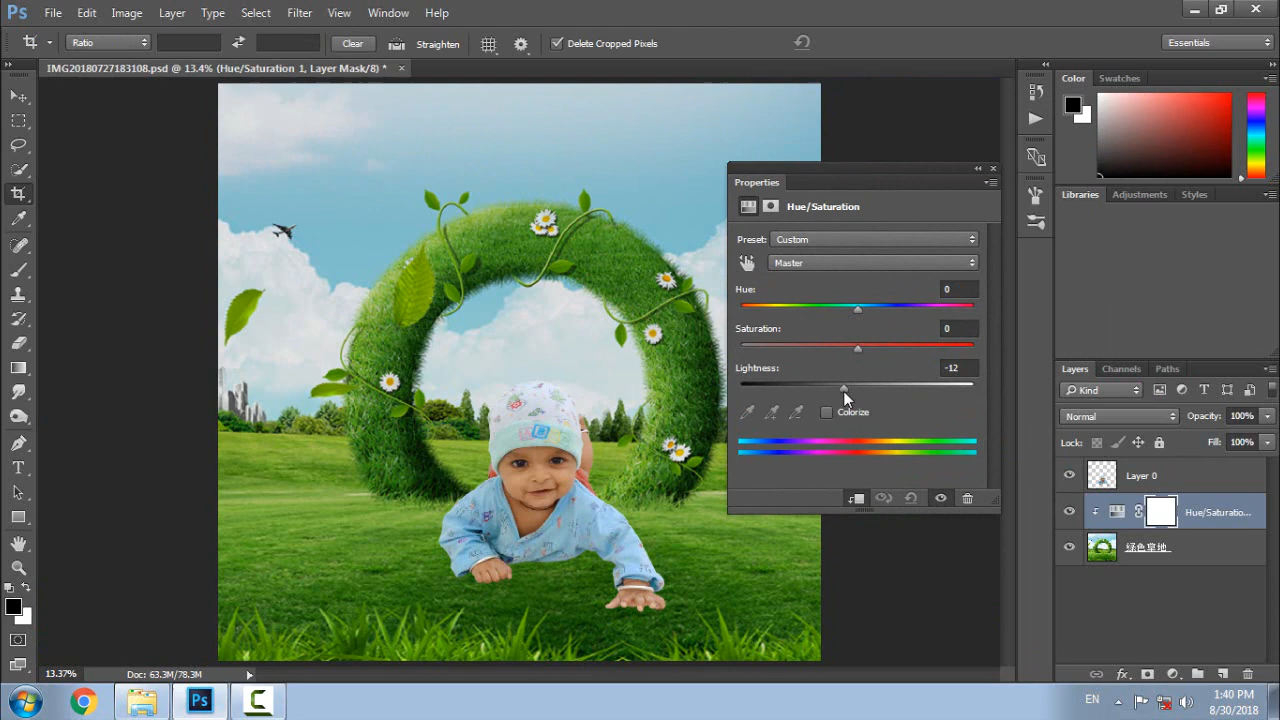 Ps File Edit Image Layer Type Select Filter View Window Help
Ratio Clear Straighten Delete Cropped Pixels Essentials
IMG20180727183108.psd @ 13.4% (Hue/Saturation 1, Layer Mask/8) *
Color Swatches
Properties
Hue/Saturation
Libraries Adjustments Styles
Preset: Custom
Master
Hue: 0
Saturation: 0
Lightness: -12
Colorize
Layers Channels Paths
Kind
Normal Opacity: 100%
Lock: Fill: 100%
Layer 0
Hue/Saturatio...
绿色草地
13.37% Doc: 63.3M/78.3M
Ps C EN 1:40 PM
8/30/2018